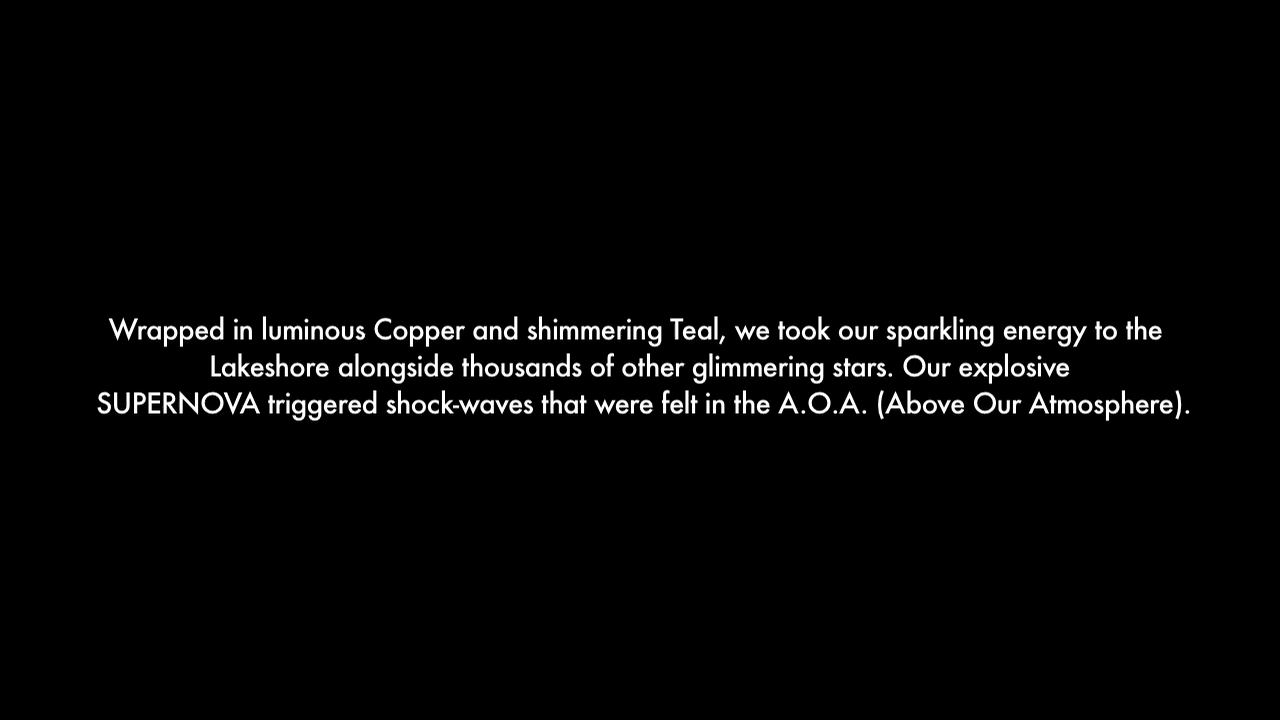 Wrapped in luminous Copper and shimmering Teal, we took our sparkling energy to the
Lakeshore alongside thousands of other glimmering stars. Our explosive
SUPERNOVA triggered shock-waves that were felt in the A.O.A. (Above Our Atmosphere).